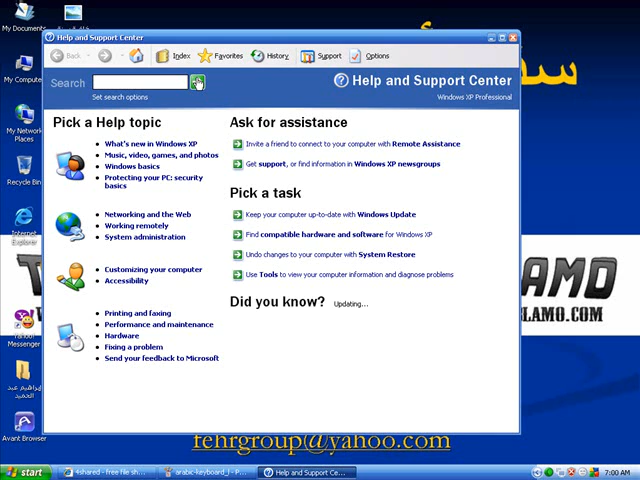 My Documents
My Computer
My Network Places
Recycle Bin
Internet Explorer
Yahoo! Messenger
ابراهيم عبد الحميد
Avant Browser
Help and Support Center
Back
Index
Favorites
History
Support
Options
Search
Set search options
Help and Support Center
Windows XP Professional
Pick a Help topic
What's new in Windows XP
Music, video, games, and photos
Windows basics
Protecting your PC: security basics
Networking and the Web
Working remotely
System administration
Customizing your computer
Accessibility
Printing and faxing
Performance and maintenance
Hardware
Fixing a problem
Send your feedback to Microsoft
Ask for assistance
Invite a friend to connect to your computer with Remote Assistance
Get support, or find information in Windows XP newsgroups
Pick a task
Keep your computer up-to-date with Windows Update
Find compatible hardware and software for Windows XP
Undo changes to your computer with System Restore
Use Tools to view your computer information and diagnose problems
Did you know?
Updating...
fehrgroup@yahoo.com
start
4shared - free file sh...
arabic-keyboard_l - P...
Help and Support Ce...
7:00 AM